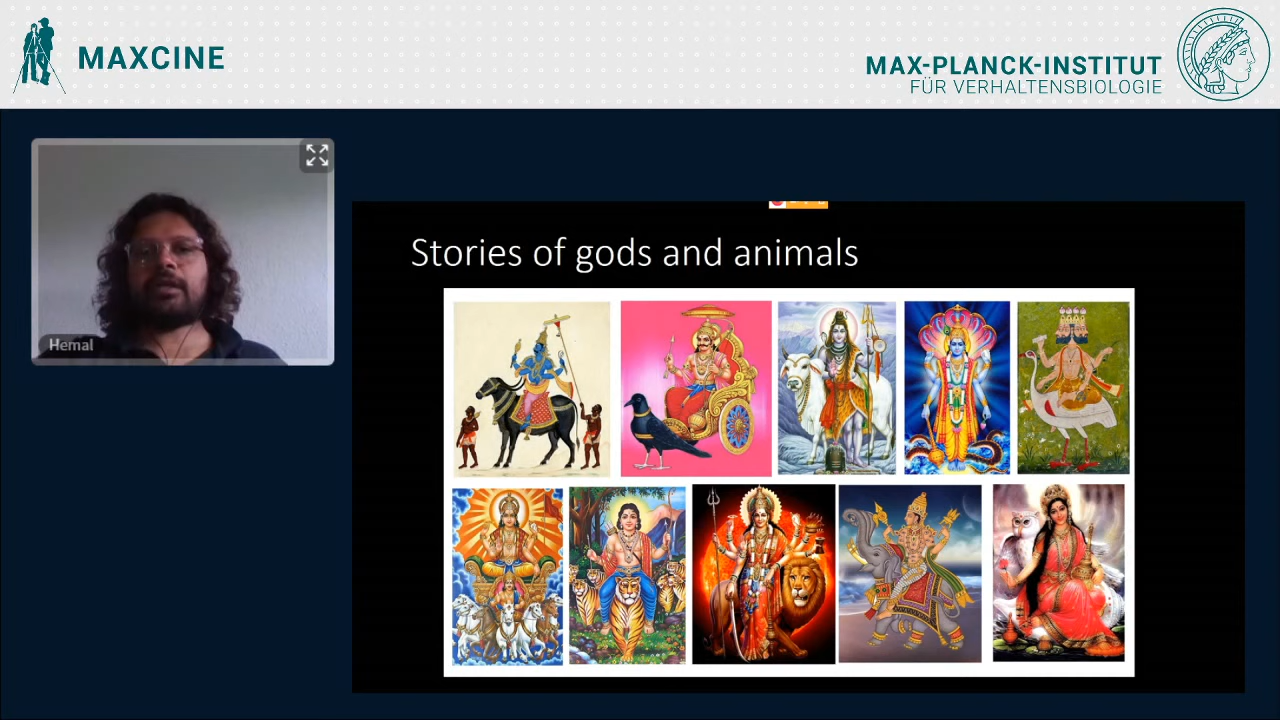 MAXCINE
MAX-PLANCK-INSTITUT
FÜR VERHALTENSBIOLOGIE
Hemal
Stories of gods and animals